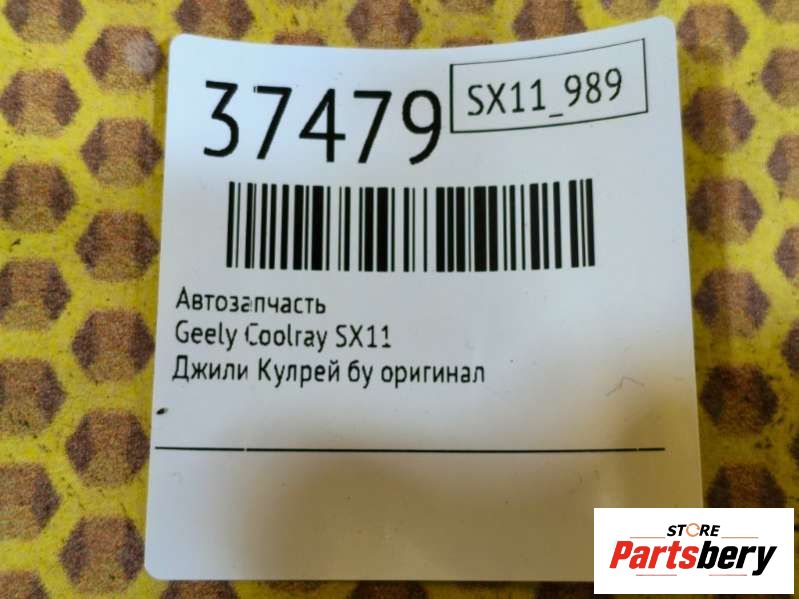 37479
SX11_989
Автозапчасть
Geely Coolray SX11
Джили Кулрей бу оригинал
STORE
Partsbery